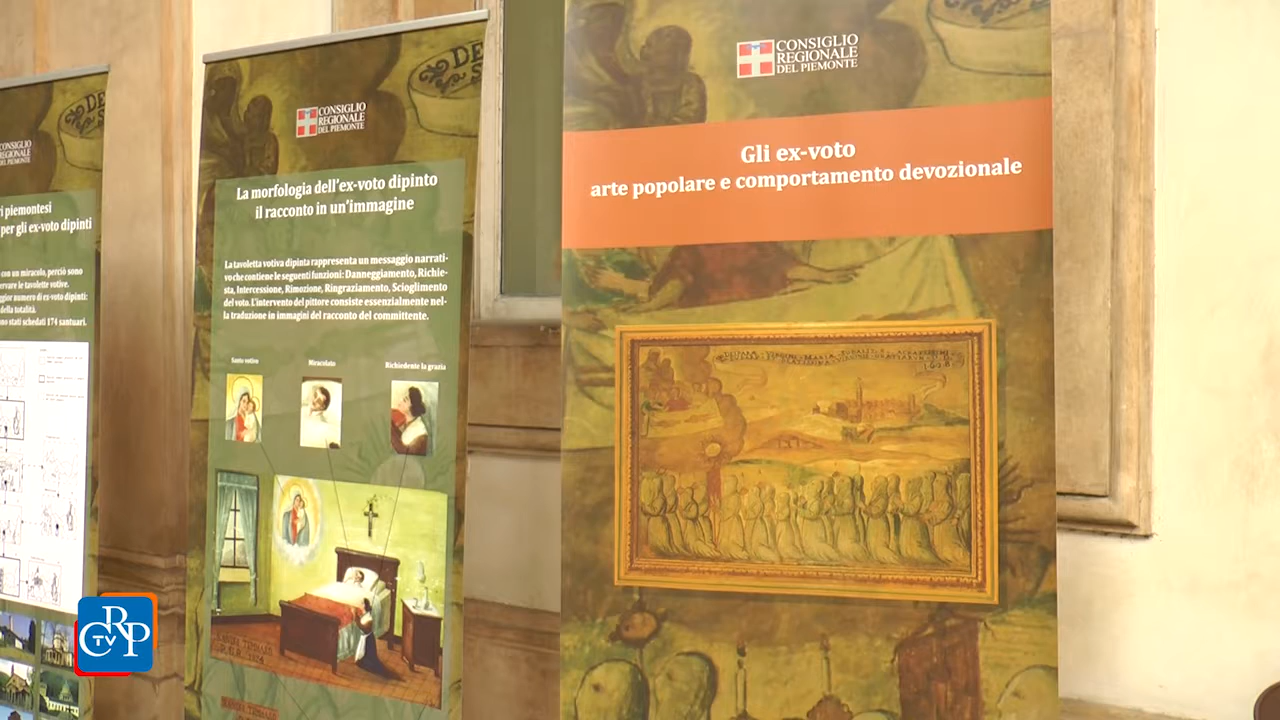 CONSIGLIO
REGIONALE
DEL PIEMONTE
ri piemontesi
per gli ex-voto dipinti
con un miracolo, perciò sono
ervare le tavolette votive.
ggior numero di ex-voto dipinti:
della totalità.
no stati schedati 174 santuari.
DE
CONSIGLIO
REGIONALE
DEL PIEMONTE
La morfologia dell'ex-voto dipinto
il racconto in un'immagine
La tavoletta votiva dipinta rappresenta un messaggio narrati-
vo che contiene le seguenti funzioni: Danneggiamento, Richie-
sta, Intercessione, Rimozione, Ringraziamento, Scioglimento
del voto. L'intervento del pittore consiste essenzialmente nel-
la traduzione in immagini del racconto del committente.
Santo votivo
Miracolato
Richiedente la grazia
CONSIGLIO
REGIONALE
DEL PIEMONTE
Gli ex-voto
arte popolare e comportamento devozionale
CRP
TV